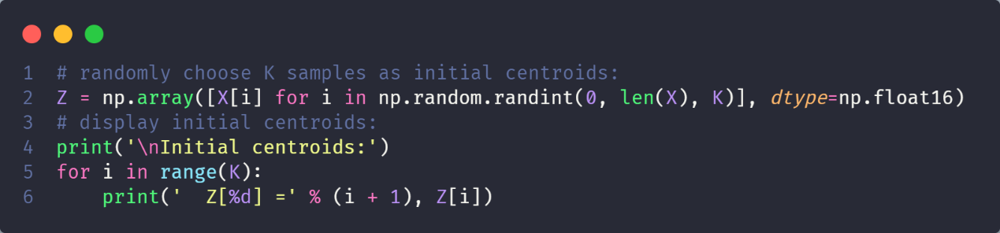 1 # randomly choose K samples as initial centroids:
2 Z = np.array([X[i] for i in np.random.randint(0, len(X), K)], dtype=np.float16)
3 # display initial centroids:
4 print('\nInitial centroids:')
5 for i in range(K):
6     print('  Z[%d] =' % (i + 1), Z[i])